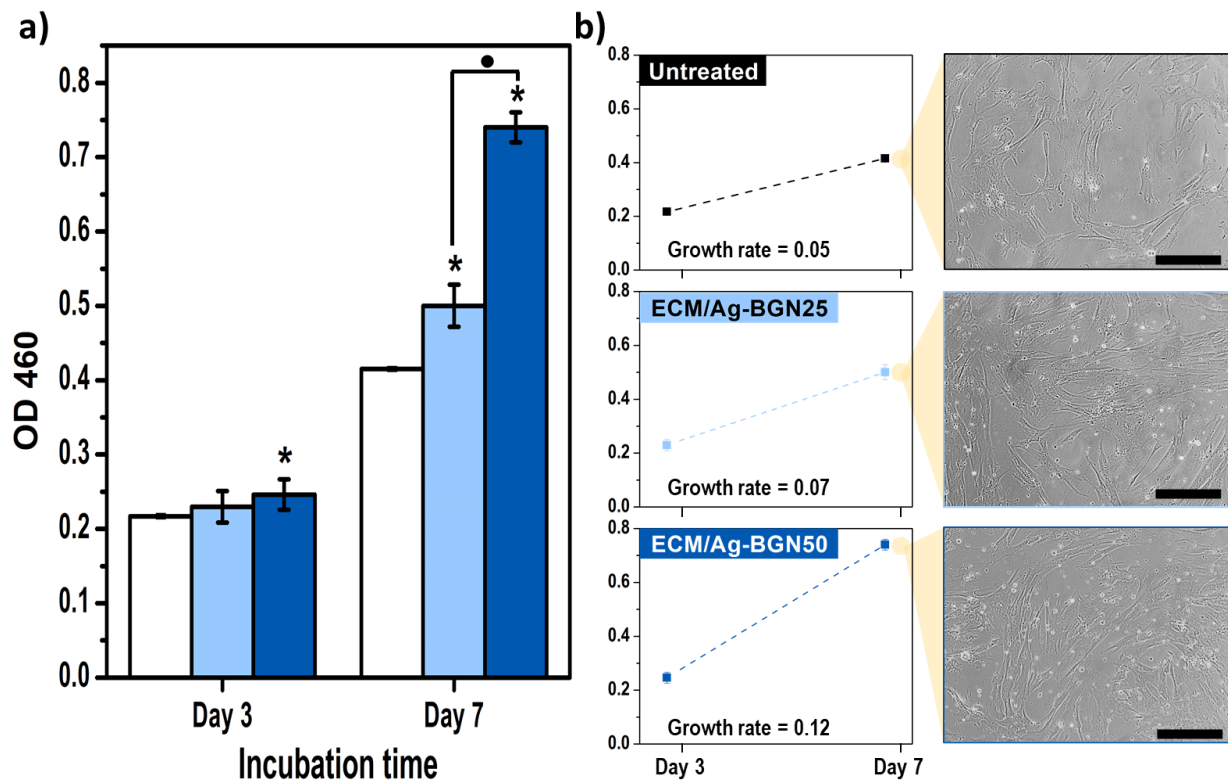 a)
OD 460
0.8
0.7
0.6
0.5
0.4
0.3
0.2
0.1
0.0
*
*
*
Day 3
Day 7
Incubation time
b)
0.8
0.6
0.4
0.2
0.0
Untreated
Growth rate = 0.05
0.8
0.6
0.4
0.2
0.0
ECM/Ag-BGN25
Growth rate = 0.07
0.8
0.6
0.4
0.2
0.0
ECM/Ag-BGN50
Growth rate = 0.12
Day 3
Day 7